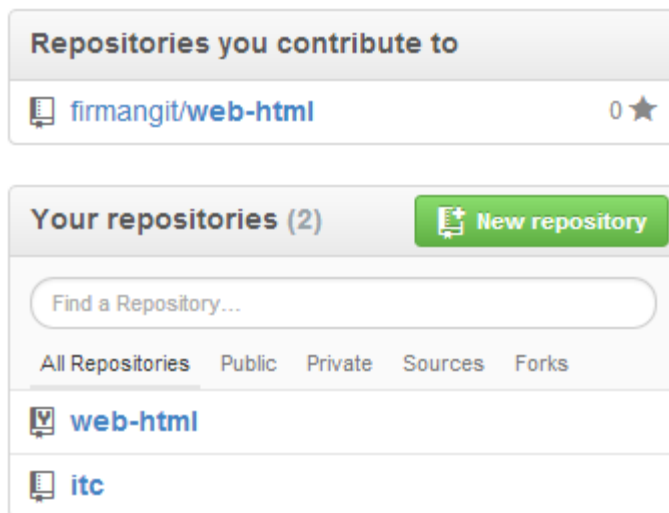 Repositories you contribute to
firmangit/web-html 0
Your repositories (2) New repository
Find a Repository...
All Repositories Public Private Sources Forks
web-html
itc